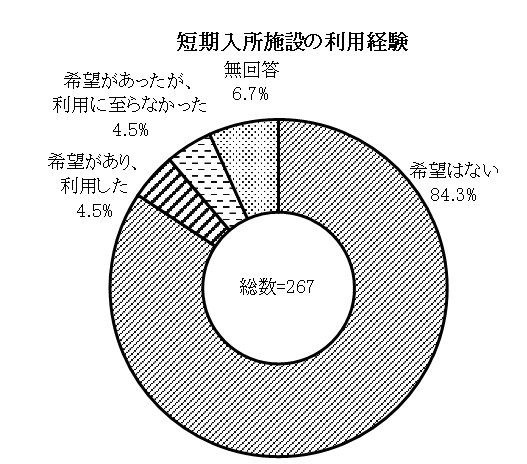 短期入所施設の利用経験
無回答
6.7%
希望があったが、
利用に至らなかった
4.5%
希望があり、
利用した
4.5%
希望はない
84.3%
総数=267